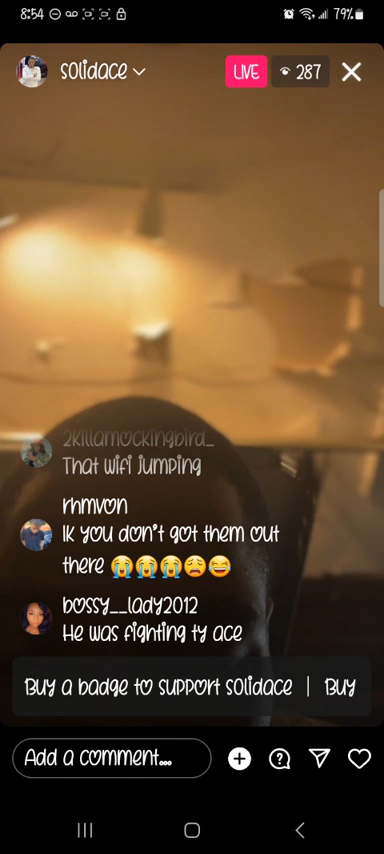 8:54 79%
solidace LIVE 287
2killamockingbird_
That wifi jumping
rhmvon
Ik you don't got them out
there 😭😭😭😩😂
bossy__lady2012
He was fighting ty ace
Buy a badge to support solidace | Buy
Add a comment...